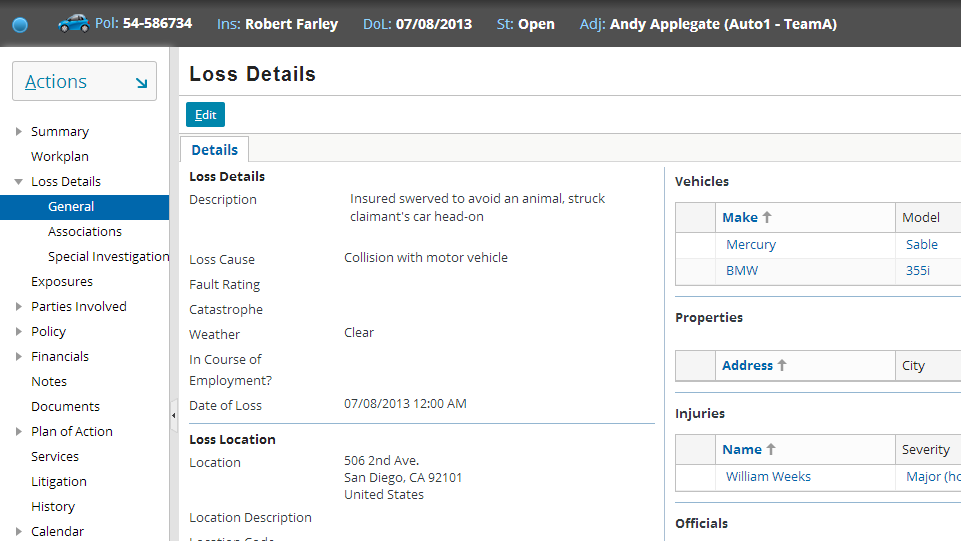 Pol: 54-586734 Ins: Robert Farley DoL: 07/08/2013 St: Open Adj: Andy Applegate (Auto1 - TeamA)
Actions
Summary
Workplan
Loss Details
General
Associations
Special Investigation
Exposures
Parties Involved
Policy
Financials
Notes
Documents
Plan of Action
Services
Litigation
History
Calendar
Loss Details
Edit
Details
Loss Details
Description Insured swerved to avoid an animal, struck
claimant's car head-on
Loss Cause Collision with motor vehicle
Fault Rating
Catastrophe
Weather Clear
In Course of
Employment?
Date of Loss 07/08/2013 12:00 AM
Loss Location
Location 506 2nd Ave.
San Diego, CA 92101
United States
Location Description
Location Code
Vehicles
Make Model
Mercury Sable
BMW 355i
Properties
Address City
Injuries
Name Severity
William Weeks Major (ho
Officials